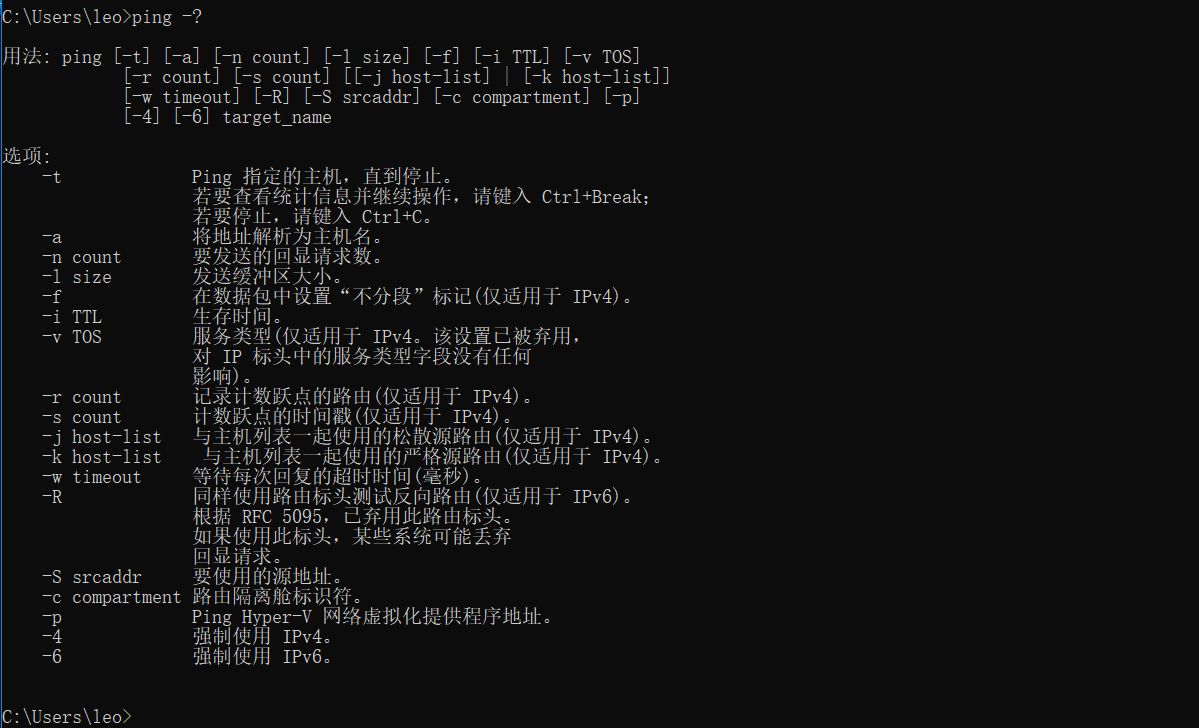 C:\Users\leo>ping -?
用法: ping [-t] [-a] [-n count] [-l size] [-f] [-i TTL] [-v TOS]
[-r count] [-s count] [[-j host-list] | [-k host-list]]
[-w timeout] [-R] [-S srcaddr] [-c compartment] [-p]
[-4] [-6] target_name
选项:
-t Ping 指定的主机，直到停止。
若要查看统计信息并继续操作，请键入 Ctrl+Break;
若要停止，请键入 Ctrl+C。
-a 将地址解析为主机名。
-n count 要发送的回显请求数。
-l size 发送缓冲区大小。
-f 在数据包中设置“不分段”标记(仅适用于 IPv4)。
-i TTL 生存时间。
-v TOS 服务类型(仅适用于 IPv4。该设置已被弃用，
对 IP 标头中的服务类型字段没有任何
影响)。
-r count 记录计数跃点的路由(仅适用于 IPv4)。
-s count 计数跃点的时间戳(仅适用于 IPv4)。
-j host-list 与主机列表一起使用的松散源路由(仅适用于 IPv4)。
-k host-list 与主机列表一起使用的严格源路由(仅适用于 IPv4)。
-w timeout 等待每次回复的超时时间(毫秒)。
-R 同样使用路由标头测试反向路由(仅适用于 IPv6)。
根据 RFC 5095，已弃用此路由标头。
如果使用此标头，某些系统可能丢弃
回显请求。
-S srcaddr 要使用的源地址。
-c compartment 路由隔离舱标识符。
-p Ping Hyper-V 网络虚拟化提供程序地址。
-4 强制使用 IPv4。
-6 强制使用 IPv6。
C:\Users\leo>